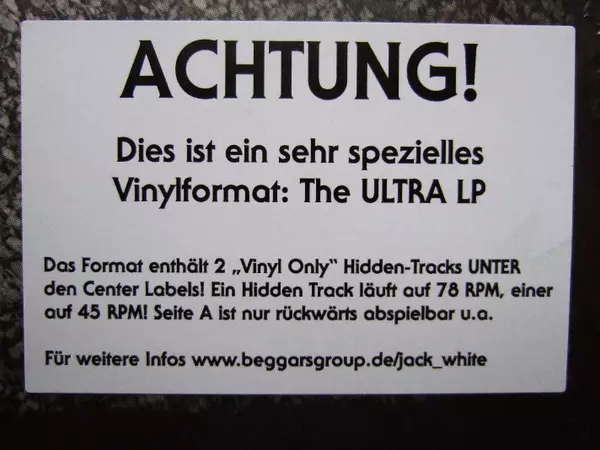 ACHTUNG!
Dies ist ein sehr spezielles
Vinylformat: The ULTRA LP
Das Format enthält 2 „Vinyl Only“ Hidden-Tracks UNTER
den Center Labels! Ein Hidden Track läuft auf 78 RPM, einer
auf 45 RPM! Seite A ist nur rückwärts abspielbar u.a.
Für weitere Infos www.beggarsgroup.de/jack_white